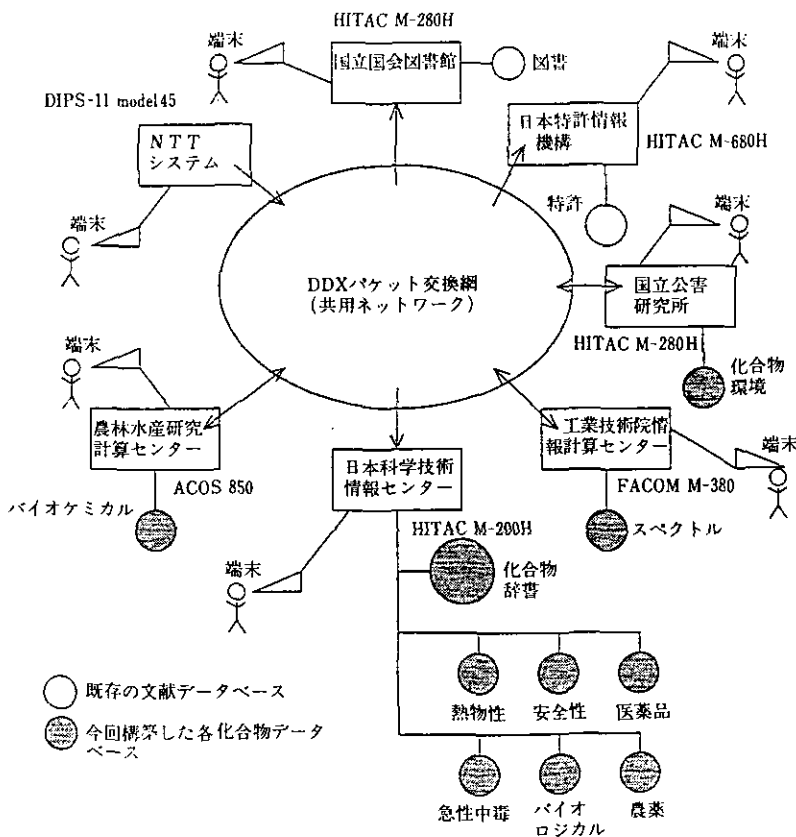 HITAC M-280H
端末
国立国会図書館
図書
端末
DIPS-11 model 45
NTT
システム
日本特許情報
機構
HITAC M-680H
端末
特許
端末
DDXパケット交換網
(共用ネットワーク)
国立公害
研究所
HITAC M-280H
化合物
環境
端末
農林水産研究
計算センター
ACOS 850
バイオケミカル
日本科学技術
情報センター
HITAC M-200H
工業技術院情
報計算センター
FACOM M-380
端末
スペクトル
端末
化合物
辞書
熱物性
安全性
医薬品
急性中毒
バイオ
ロジカル
農薬
既存の文献データベース
今回構築した各化合物データ
ベース